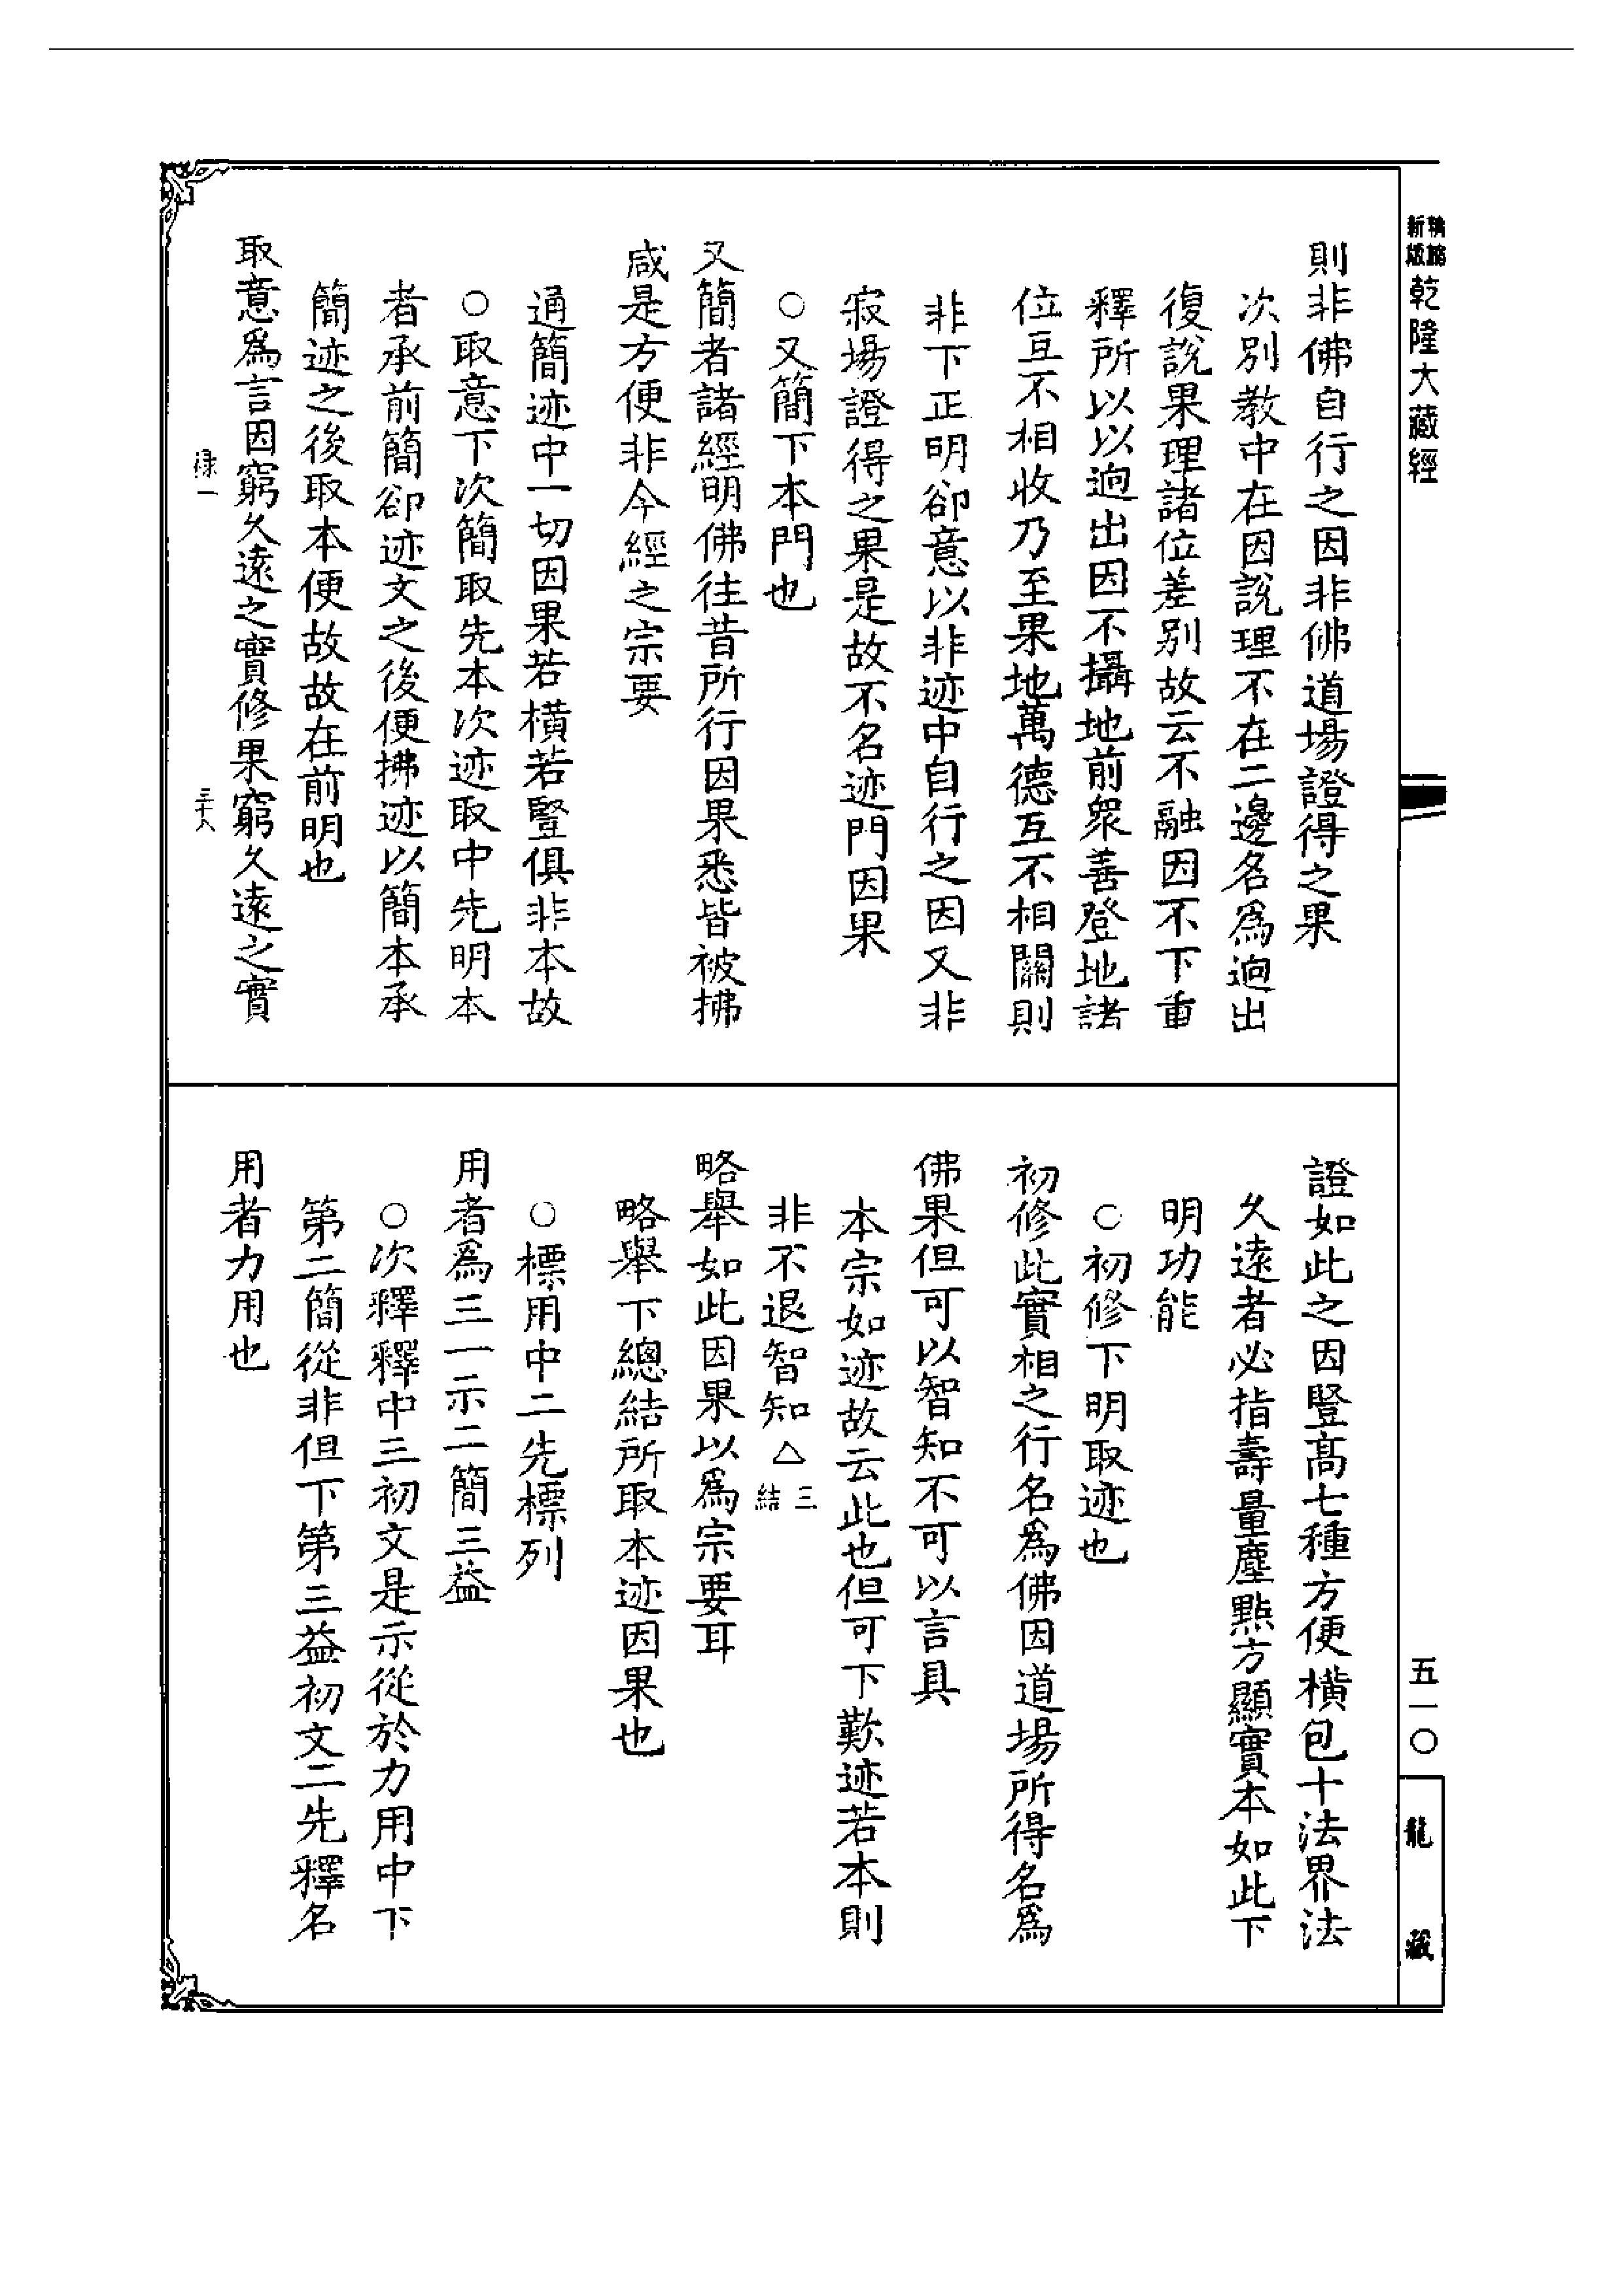 新版
乾隆大藏經
則非佛自行之因非佛道場證得之果
次別教中在因說理不在二邊名為逈出
復說果理諸位差別故云不融因不下重
釋所以以逈出因不攝地前衆善登地諸
位亙不相收乃至果地萬德互不相關則
非下正明卻意以非迹中自行之因又非
寂場證得之果是故不名迹門因果
○又簡下本門也
又簡者諸經明佛往昔所行因果悉皆被拂
咸是方便非今經之宗要
通簡迹中一切因果若橫若豎俱非本故
○取意下次簡取先本次迹取中先明本
者承前簡卻迹文之後便拂迹以簡本承
簡迹之後取本便故故在前明也
取意為言因窮久遠之實修果窮久遠之實
一
三十八
證如此之因豎髙七種方便橫包十法界法
久遠者必指壽量塵㸃方顯實本如此下
明功能
○初修下明取迹也
初修此實相之行名為佛因道場所得名為
佛果但可以智知不可以言具
本宗如迹故云此也但可下歎迹若本則
非不退智知△三結
略舉如此因果以為宗要耳
略舉下總結所取本迹因果也
○標用中二先標列
用者為三一示二簡三益
○次釋釋中三初文是示從於力用中下
第二簡從非但下第三益初文二先釋名
用者力用也
五一〇
龍藏